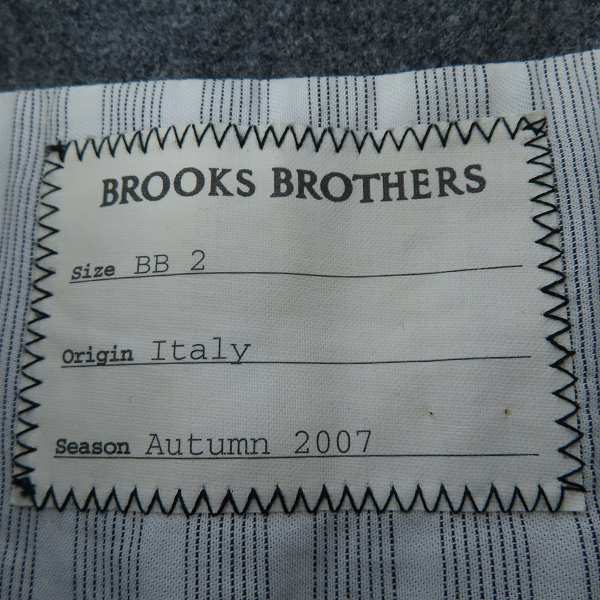 BROOKS BROTHERS
Size BB 2
Origin Italy
Season Autumn 2007